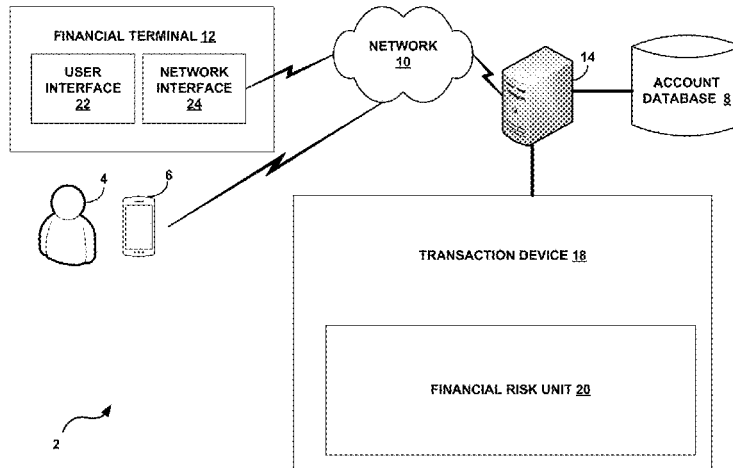 FINANCIAL TERMINAL 12
USER
INTERFACE
22
NETWORK
INTERFACE
24
NETWORK
10
14
ACCOUNT
DATABASE 8
4
6
TRANSACTION DEVICE 18
FINANCIAL RISK UNIT 20
2